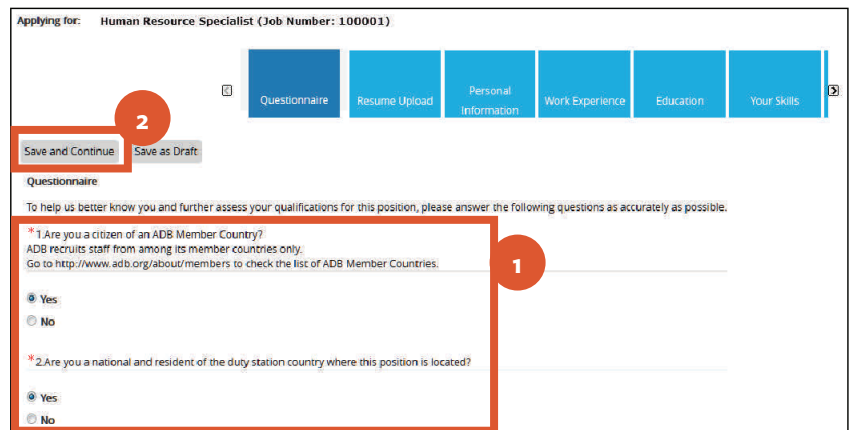 Applying for: Human Resource Specialist (Job Number: 100001)
Questionnaire
Resume Upload
Personal
Information
Work Experience
Education
Your Skills
2
Save and Continue
Save as Draft
Questionnaire
To help us better know you and further assess your qualifications for this position, please answer the following questions as accurately as possible.
*1.Are you a citizen of an ADB Member Country?
ADB recruits staff from among its member countries only.
Go to http://www.adb.org/about/members to check the list of ADB Member Countries.
1
Yes
No
*2.Are you a national and resident of the duty station country where this position is located?
Yes
No